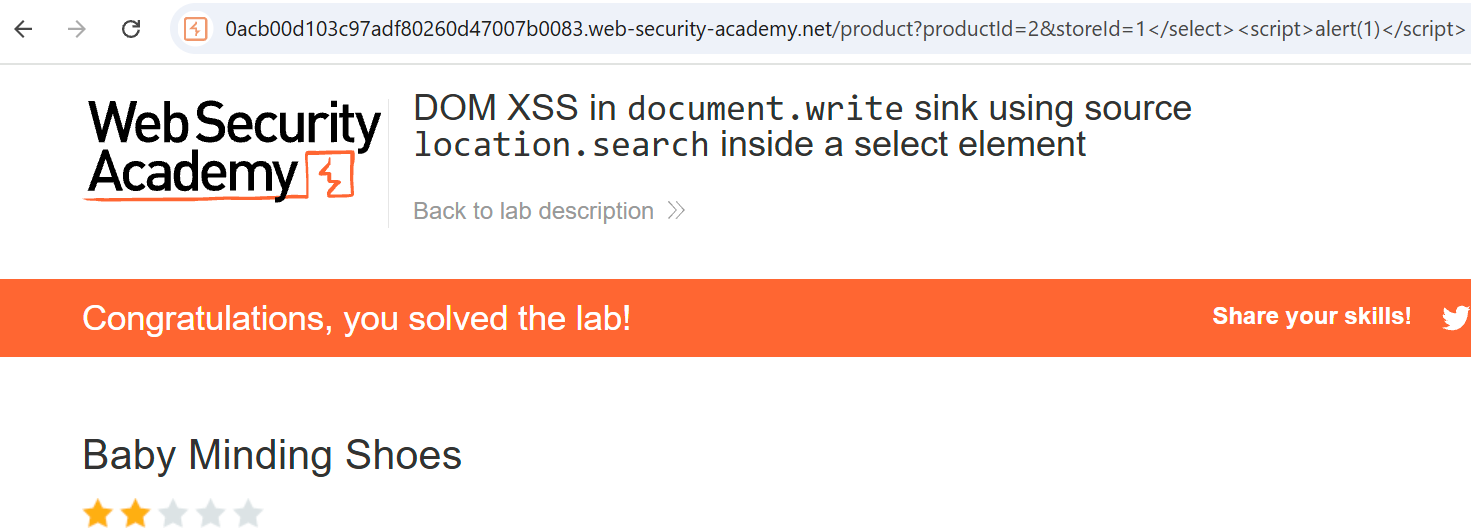 0acb00d103c97adf80260d47007b0083.web-security-academy.net/product?productId=2&storeId=1</select><script>alert(1)</script>
Web Security
Academy
DOM XSS in document.write sink using source
location.search inside a select element
Back to lab description
Congratulations, you solved the lab!
Share your skills!
Baby Minding Shoes